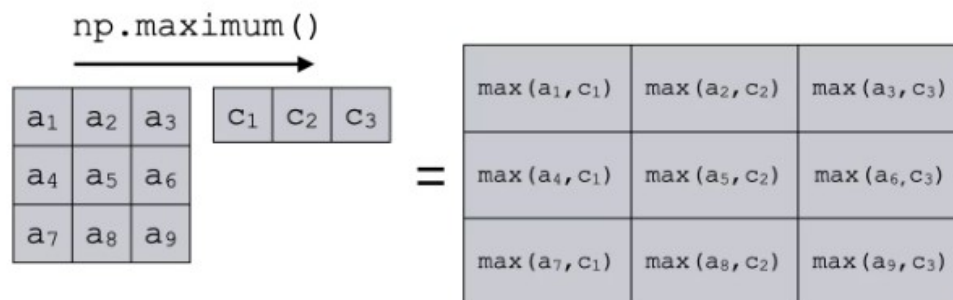 np.maximum()
a1 a2 a3
a4 a5 a6
a7 a8 a9
c1 c2 c3
=
max(a1,c1) max(a2,c2) max(a3,c3)
max(a4,c1) max(a5,c2) max(a6,c3)
max(a7,c1) max(a8,c2) max(a9,c3)